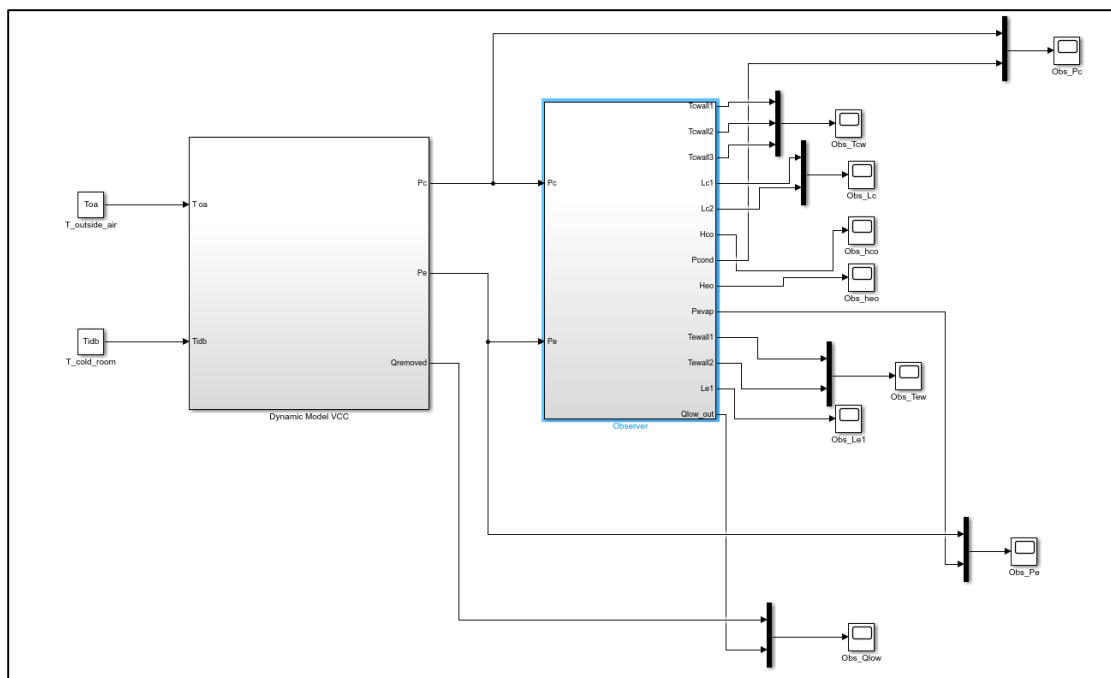 Toa
T_outside_air
Tidb
T_cold_room
T oa
Tidb
Pc
Pe
Qremoved
Dynamic Model VCC
Pc
Pe
Tcwall1
Tcwall2
Tcwall3
Lc1
Lc2
Hco
Pcond
Heo
Pevap
Tewall1
Tewall2
Le1
Qlow_out
Observer
Obs_Pc
Obs_Tcw
Obs_Lc
Obs_hco
Obs_heo
Obs_Tew
Obs_Le1
Obs_Pe
Obs_Qlow